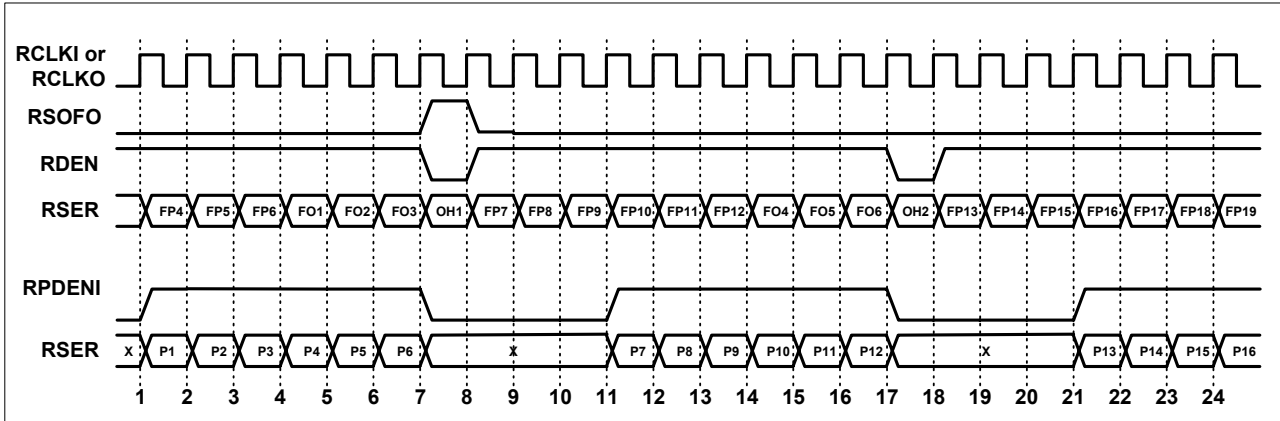 RCLKI or
RCLKO
RSOFO
RDEN
RSER FP4 FP5 FP6 FO1 FO2 FO3 OH1 FP7 FP8 FP9 FP10 FP11 FP12 FO4 FO5 FO6 OH2 FP13 FP14 FP15 FP16 FP17 FP18 FP19
RPDENI
RSER X P1 P2 P3 P4 P5 P6 X P7 P8 P9 P10 P11 P12 X P13 P14 P15 P16
1 2 3 4 5 6 7 8 9 10 11 12 13 14 15 16 17 18 19 20 21 22 23 24